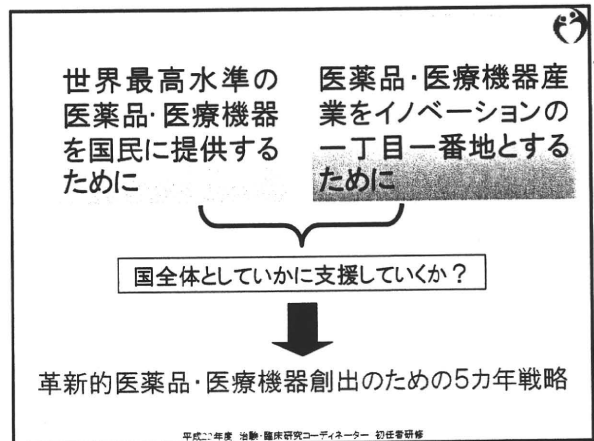 世界最高水準の
医薬品・医療機器
を国民に提供する
ために
医薬品・医療機器産
業をイノベーションの
一丁目一番地とする
ために
国全体としていかに支援していくか？
革新的医薬品・医療機器創出のための5カ年戦略
治験・臨床研究コーディネーター 初任者研修